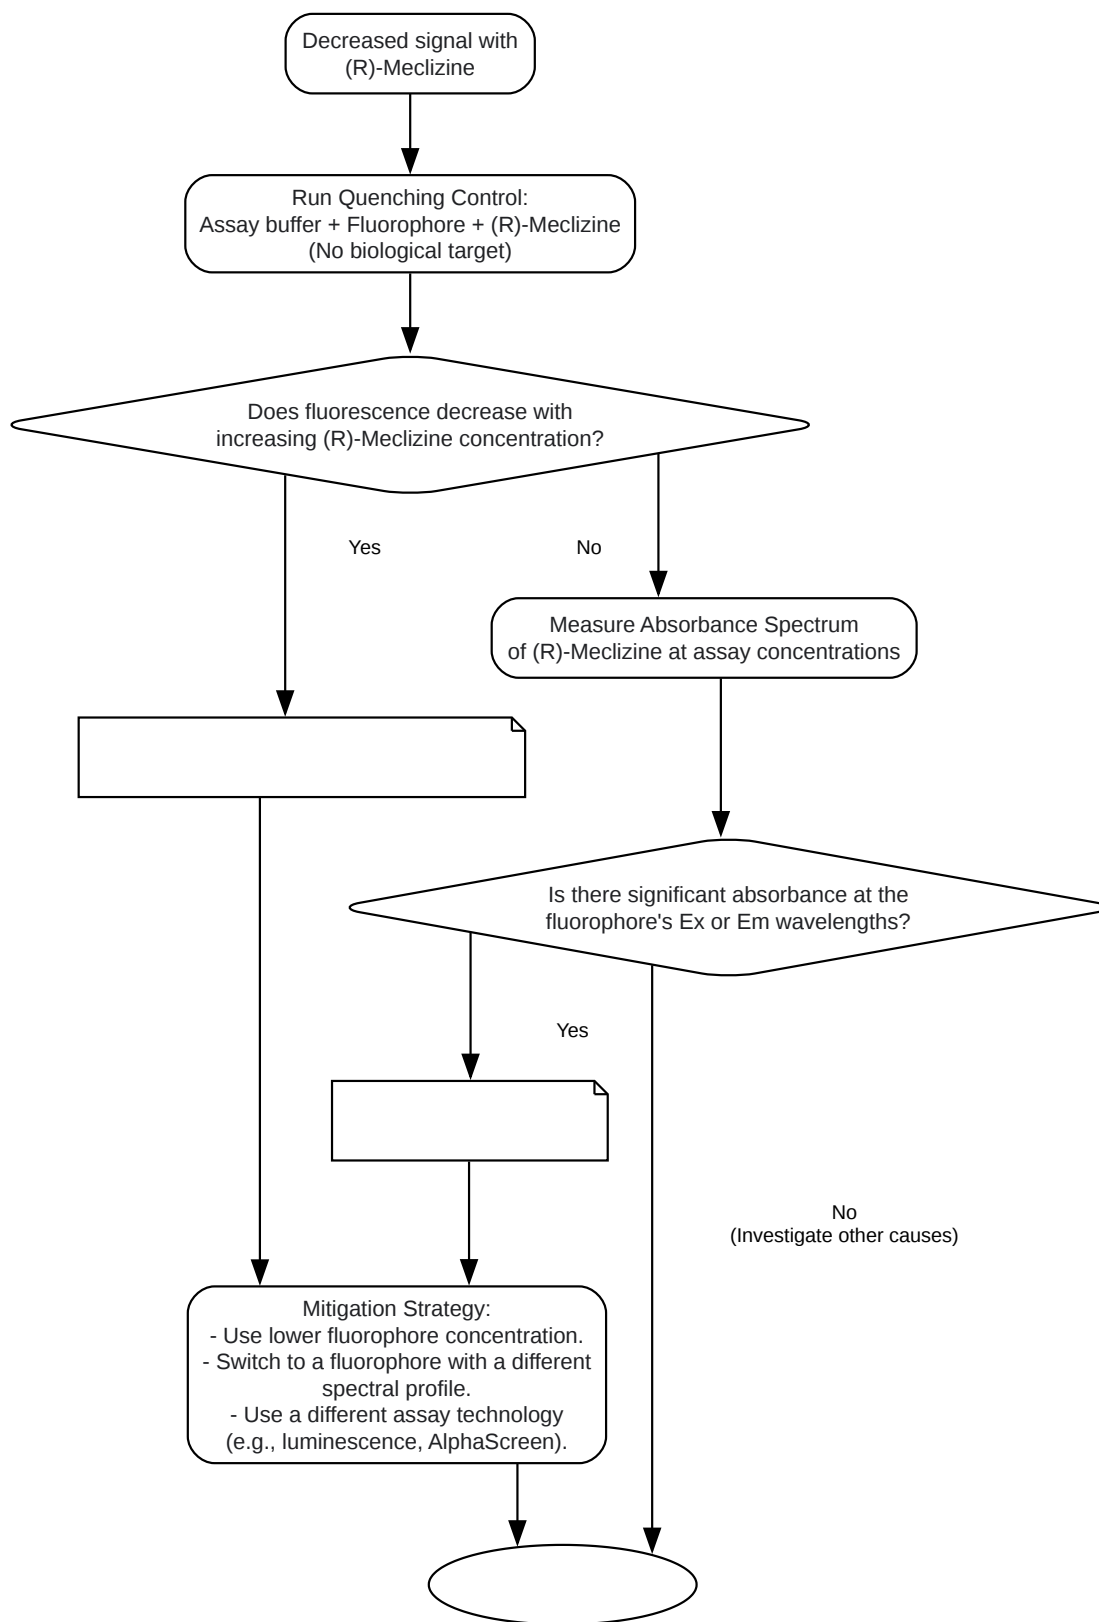 Decreased signal with
(R)-Meclizine
Run Quenching Control:
Assay buffer + Fluorophore + (R)-Meclizine
(No biological target)
Does fluorescence decrease with
increasing (R)-Meclizine concentration?
Yes
No
Measure Absorbance Spectrum
of (R)-Meclizine at assay concentrations
Is there significant absorbance at the
fluorophore's Ex or Em wavelengths?
Yes
No
(Investigate other causes)
Mitigation Strategy:
- Use lower fluorophore concentration.
- Switch to a fluorophore with a different
spectral profile.
- Use a different assay technology
(e.g., luminescence, AlphaScreen).